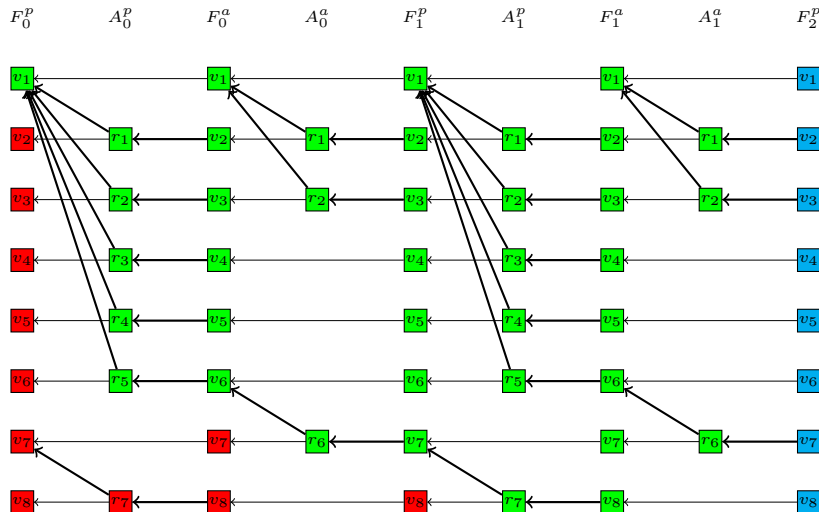 F_0^p A_0^p F_0^a A_0^a F_1^p A_1^p F_1^a A_1^a F_2^p
v_1 v_1 v_1 v_1 v_1
v_2 r_1 v_2 r_1 v_2 r_1 v_2 r_1 v_2
v_3 r_2 v_3 r_2 v_3 r_2 v_3 r_2 v_3
v_4 r_3 v_4 v_4 r_3 v_4 v_4
v_5 r_4 v_5 v_5 r_4 v_5 v_5
v_6 r_5 v_6 v_6 r_5 v_6 v_6
v_7 v_7 r_6 v_7 v_7 r_6 v_7
v_8 r_7 v_8 v_8 r_7 v_8 v_8